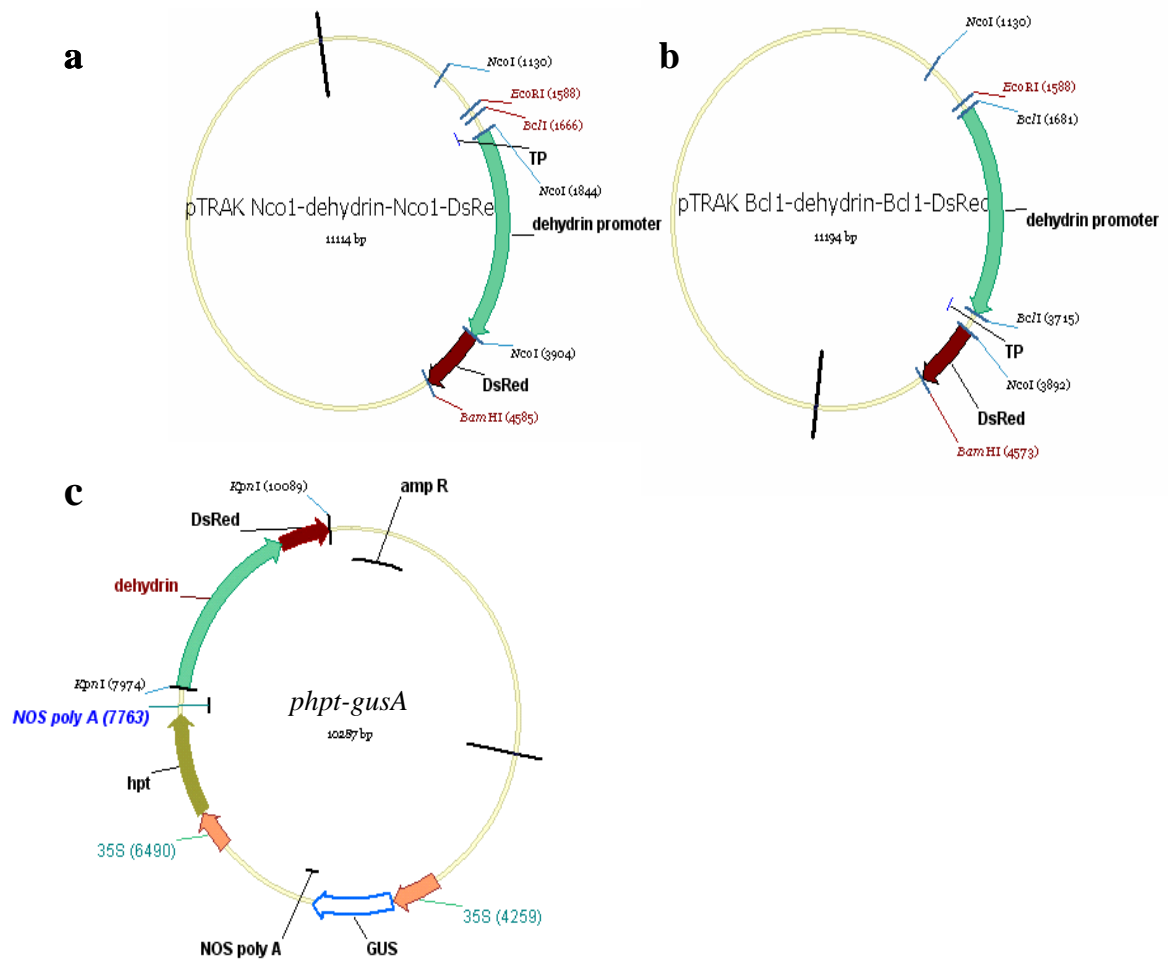 a
NcoI (1130)
EcoRI (1588)
BclI (1666)
TP
NcoI (1844)
pTRAK Nco1-dehydrin-Nco1-DsRe
11114 bp
dehydrin promoter
NcoI (3904)
DsRed
BamHI (4585)
b
NcoI (1130)
EcoRI (1588)
BclI (1681)
pTRAK Bcl1-dehydrin-Bcl1-DsRed
11194 bp
dehydrin promoter
BclI (3715)
TP
NcoI (3892)
DsRed
BamHI (4573)
c
KpnI (10089)
amp R
DsRed
dehydrin
KpnI (7974)
NOS poly A (7763)
phpt-gusA
10287 bp
hpt
35S (6490)
35S (4259)
NOS poly A
GUS